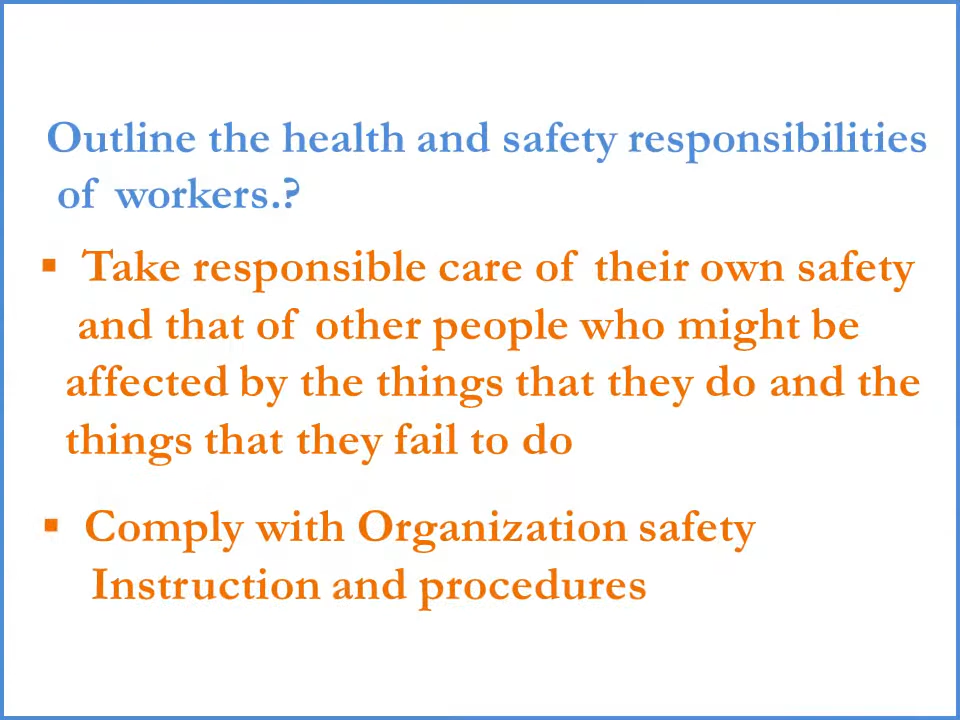 Outline the health and safety responsibilities
of workers.?
▪ Take responsible care of their own safety
and that of other people who might be
affected by the things that they do and the
things that they fail to do
▪ Comply with Organization safety
Instruction and procedures